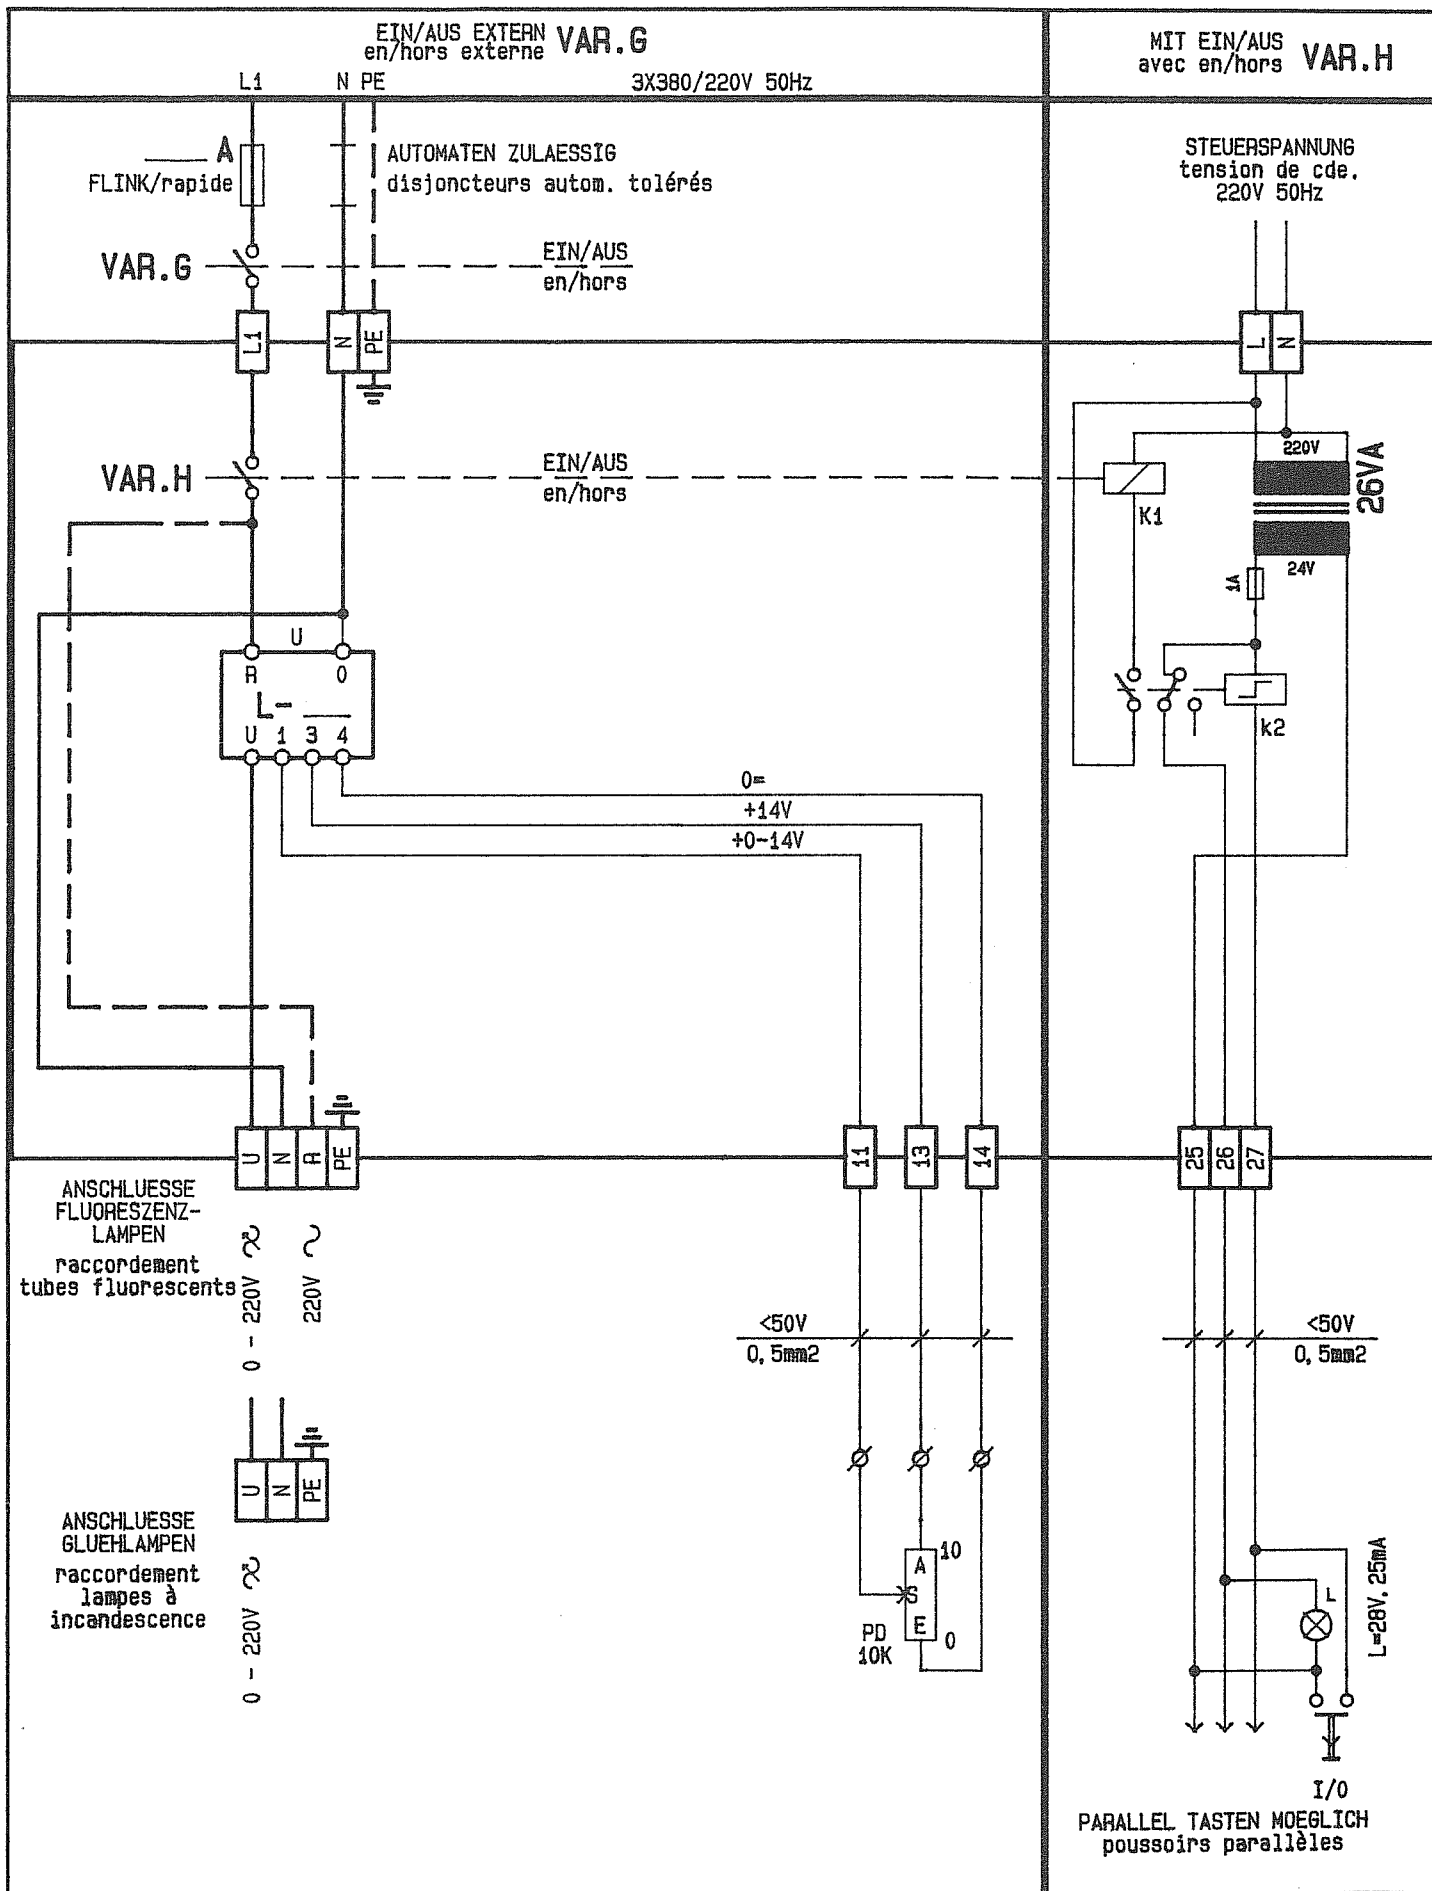 EIN/AUS EXTERN
en/hors externe
VAR.G
MIT EIN/AUS
avec en/hors
VAR.H
L1
N PE
3X380/220V 50Hz
A
FLINK/rapide
AUTOMATEN ZULAESSIG
disjoncteurs autom. tolérés
STEUERSPANNUNG
tension de cde.
220V 50Hz
VAR.G
EIN/AUS
en/hors
L1
N
PE
L
N
VAR.H
EIN/AUS
en/hors
K1
220V
26VA
24V
1A
k2
U
R
0
L-
U 1 3 4
0=
+14V
+0-14V
U
N
R
PE
11
13
14
25
26
27
ANSCHLUESSE
FLUORESZENZ-
LAMPEN
raccordement
tubes fluorescents
0 - 220V
220V
<50V
0,5mm2
<50V
0,5mm2
U
N
PE
ANSCHLUESSE
GLUEHLAMPEN
raccordement
lampes à
incandescence
0 - 220V
10
A
S
E
0
PD
10K
L
L=28V, 25mA
I/0
PARALLEL TASTEN MOEGLICH
poussoirs parallèles